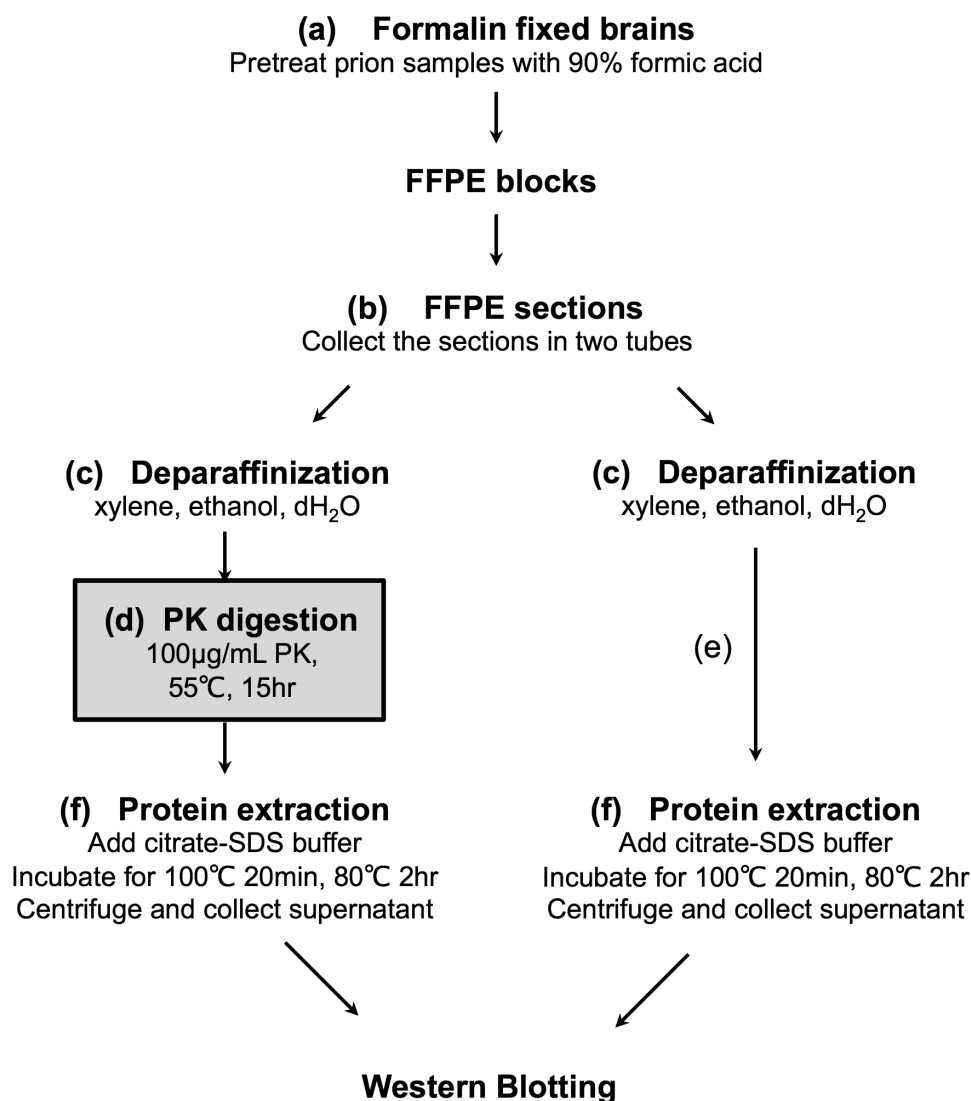 (a) Formalin fixed brains
Pretreat prion samples with 90% formic acid
FFPE blocks
(b) FFPE sections
Collect the sections in two tubes
(c) Deparaffinization
xylene, ethanol, dH₂O
(d) PK digestion
100µg/mL PK,
55℃, 15hr
(f) Protein extraction
Add citrate-SDS buffer
Incubate for 100℃ 20min, 80℃ 2hr
Centrifuge and collect supernatant
(c) Deparaffinization
xylene, ethanol, dH₂O
(e)
(f) Protein extraction
Add citrate-SDS buffer
Incubate for 100℃ 20min, 80℃ 2hr
Centrifuge and collect supernatant
Western Blotting